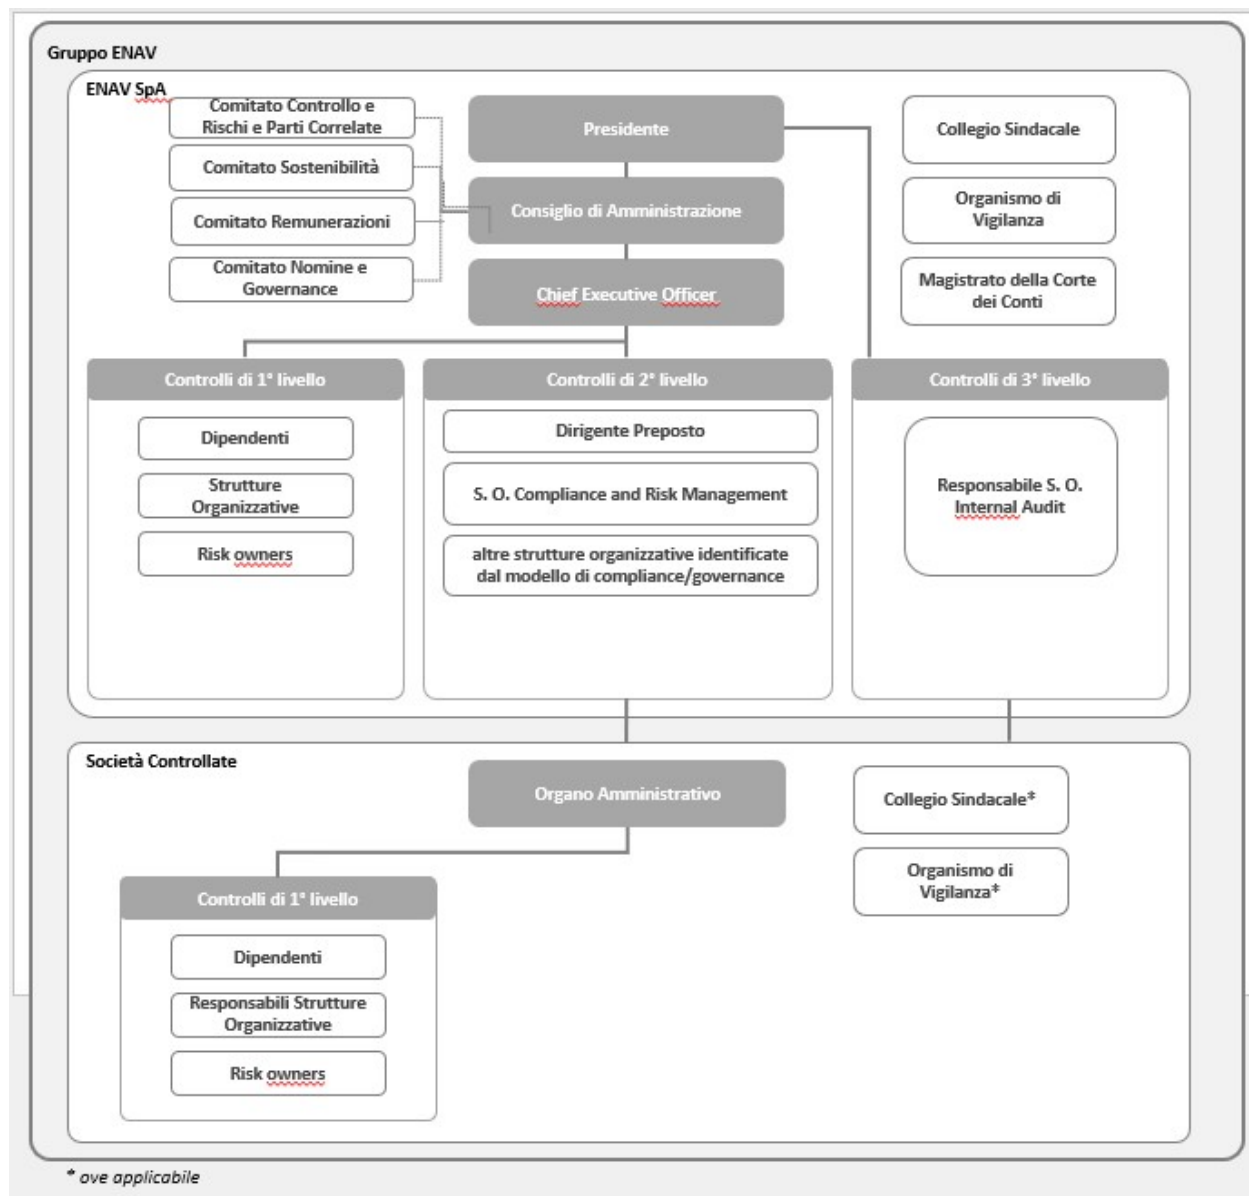 Gruppo ENAV
ENAV SpA
Comitato Controllo e
Rischi e Parti Correlate
Comitato Sostenibilità
Comitato Remunerazioni
Comitato Nomine e
Governance
Presidente
Consiglio di Amministrazione
Chief Executive Officer
Collegio Sindacale
Organismo di
Vigilanza
Magistrato della Corte
dei Conti
Controlli di 1° livello
Dipendenti
Strutture
Organizzative
Risk owners
Controlli di 2° livello
Dirigente Preposto
S. O. Compliance and Risk Management
altre strutture organizzative identificate
dal modello di compliance/governance
Controlli di 3° livello
Responsabile S. O.
Internal Audit
Società Controllate
Organo Amministrativo
Collegio Sindacale*
Organismo di
Vigilanza*
Controlli di 1° livello
Dipendenti
Responsabili Strutture
Organizzative
Risk owners
* ove applicabile